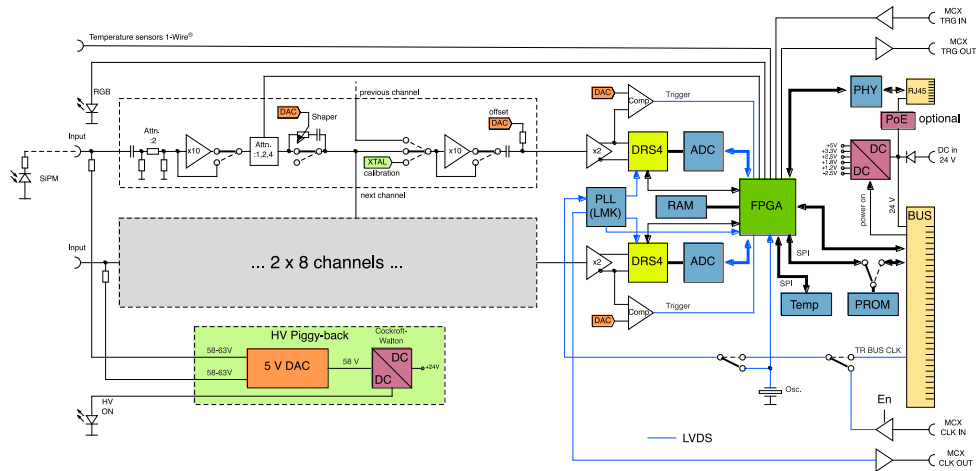 MCX
TRG IN
MCX
TRG OUT
Temperature sensors 1-Wire®
RGB
previous channel
DAC
Shaper
offset
DAC
DAC
Comp
Trigger
PHY
RJ45
PoE
optional
Input
Attn.
:2
x10
Attn.
:1,2,4
XTAL
calibration
x10
x2
DRS4
ADC
+5V
+3.3V
+2.5V
+1.8V
+1.2V
-2.5V
DC
DC
DC in
24 V
SiPM
next channel
PLL
(LMK)
RAM
FPGA
power on
24 V
BUS
Input
... 2 x 8 channels ...
x2
DRS4
ADC
SPI
SPI
Temp
PROM
DAC
Comp
Trigger
HV Piggy-back
Cockroft-
Walton
58-63V
58-63V
5 V DAC
58 V
DC
DC
+24V
TR BUS CLK
Osc.
HV
ON
En
MCX
CLK IN
LVDS
MCX
CLK OUT